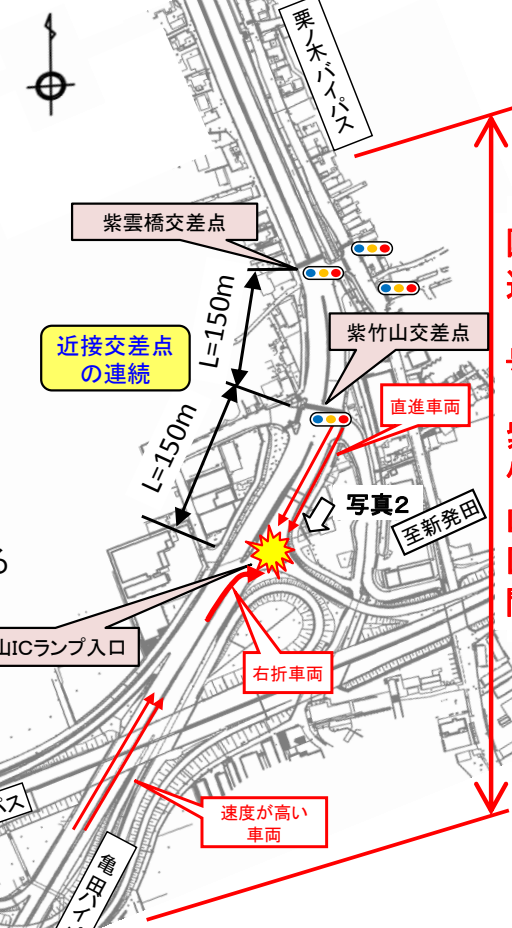 栗ノ木バイパス
紫雲橋交差点
L=150m
近接交差点
の連続
紫竹山交差点
L=150m
直進車両
写真2
至新発田
る
山ICランプ入口
右折車両
パス
速度が高い
車両
亀田バイ